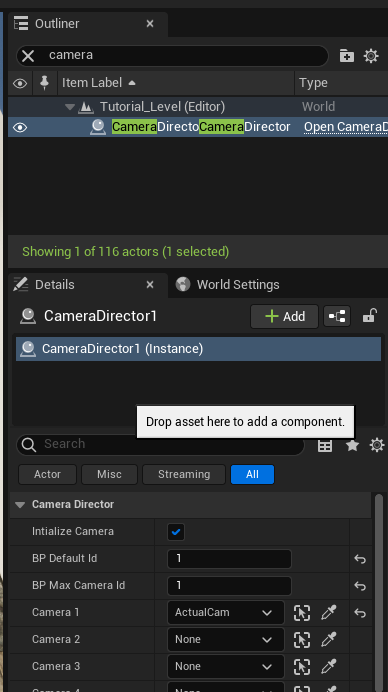 Outliner
camera
Item Label
Type
Tutorial_Level (Editor)
World
CameraDirectoCameraDirector
Open CameraD
Showing 1 of 116 actors (1 selected)
Details
World Settings
CameraDirector1
Add
CameraDirector1 (Instance)
Drop asset here to add a component.
Search
Actor
Misc
Streaming
All
Camera Director
Intialize Camera
BP Default Id
1
BP Max Camera Id
1
Camera 1
ActualCam
Camera 2
None
Camera 3
None
Camera 4
None